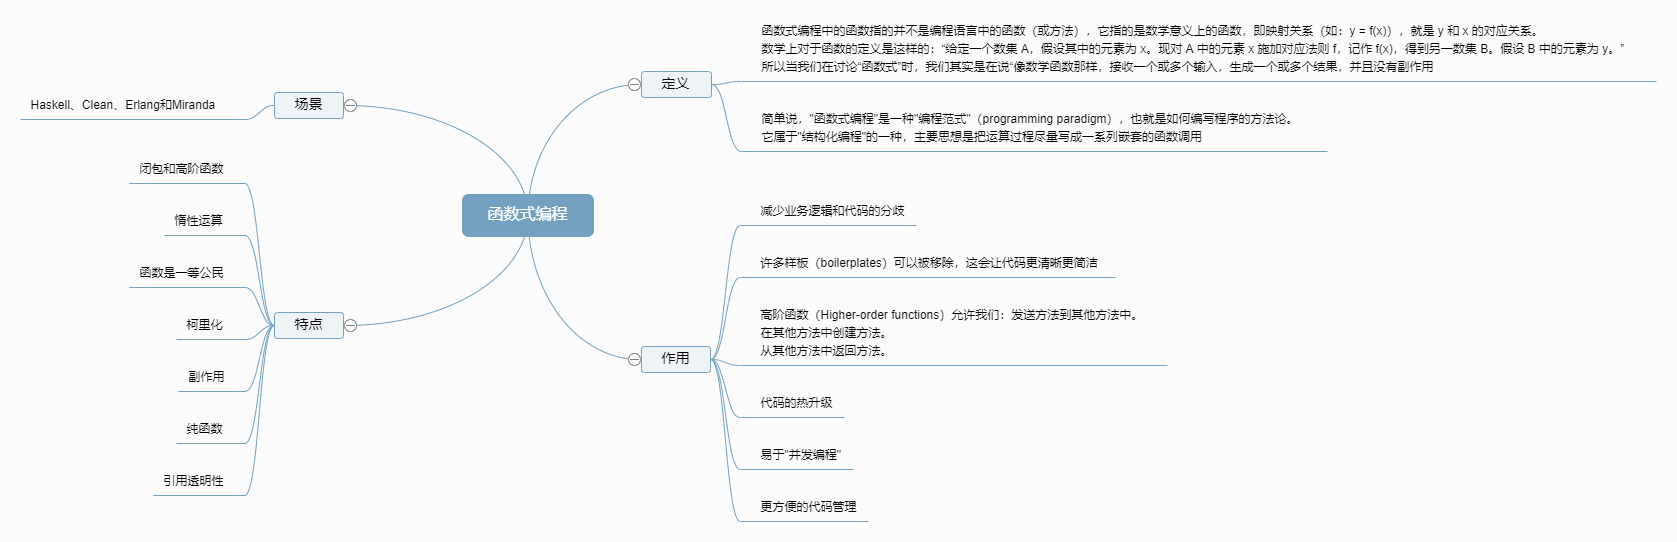 函数式编程
定义
函数式编程中的函数指的并不是编程语言中的函数（或方法），它指的是数学意义上的函数，即映射关系（如：y = f(x)），就是 y 和 x 的对应关系。
数学上对于函数的定义是这样的：“给定一个数集 A，假设其中的元素为 x。现对 A 中的元素 x 施加对应法则 f，记作 f(x)，得到另一数集 B。假设 B 中的元素为 y。”
所以当我们在讨论“函数式”时，我们其实是在说“像数学函数那样，接收一个或多个输入，生成一个或多个结果，并且没有副作用
简单说，"函数式编程"是一种"编程范式"（programming paradigm），也就是如何编写程序的方法论。
它属于"结构化编程"的一种，主要思想是把运算过程尽量写成一系列嵌套的函数调用
作用
减少业务逻辑和代码的分歧
许多样板（boilerplates）可以被移除，这会让代码更清晰更简洁
高阶函数（Higher-order functions）允许我们：发送方法到其他方法中。
在其他方法中创建方法。
从其他方法中返回方法。
代码的热升级
易于"并发编程"
更方便的代码管理
场景
Haskell、Clean、Erlang和Miranda
特点
闭包和高阶函数
惰性运算
函数是一等公民
柯里化
副作用
纯函数
引用透明性